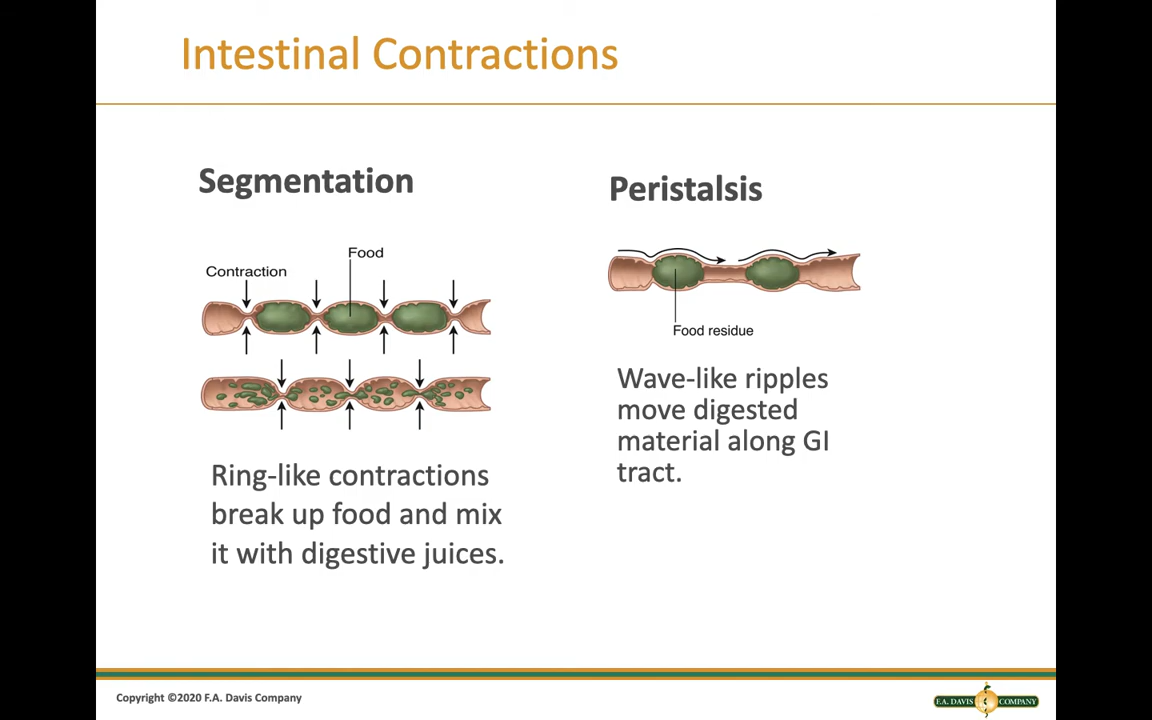 Intestinal Contractions
Segmentation
Food
Contraction
Ring-like contractions
break up food and mix
it with digestive juices.
Peristalsis
Food residue
Wave-like ripples
move digested
material along GI
tract.
Copyright ©2020 F.A. Davis Company
F.A. DAVIS COMPANY